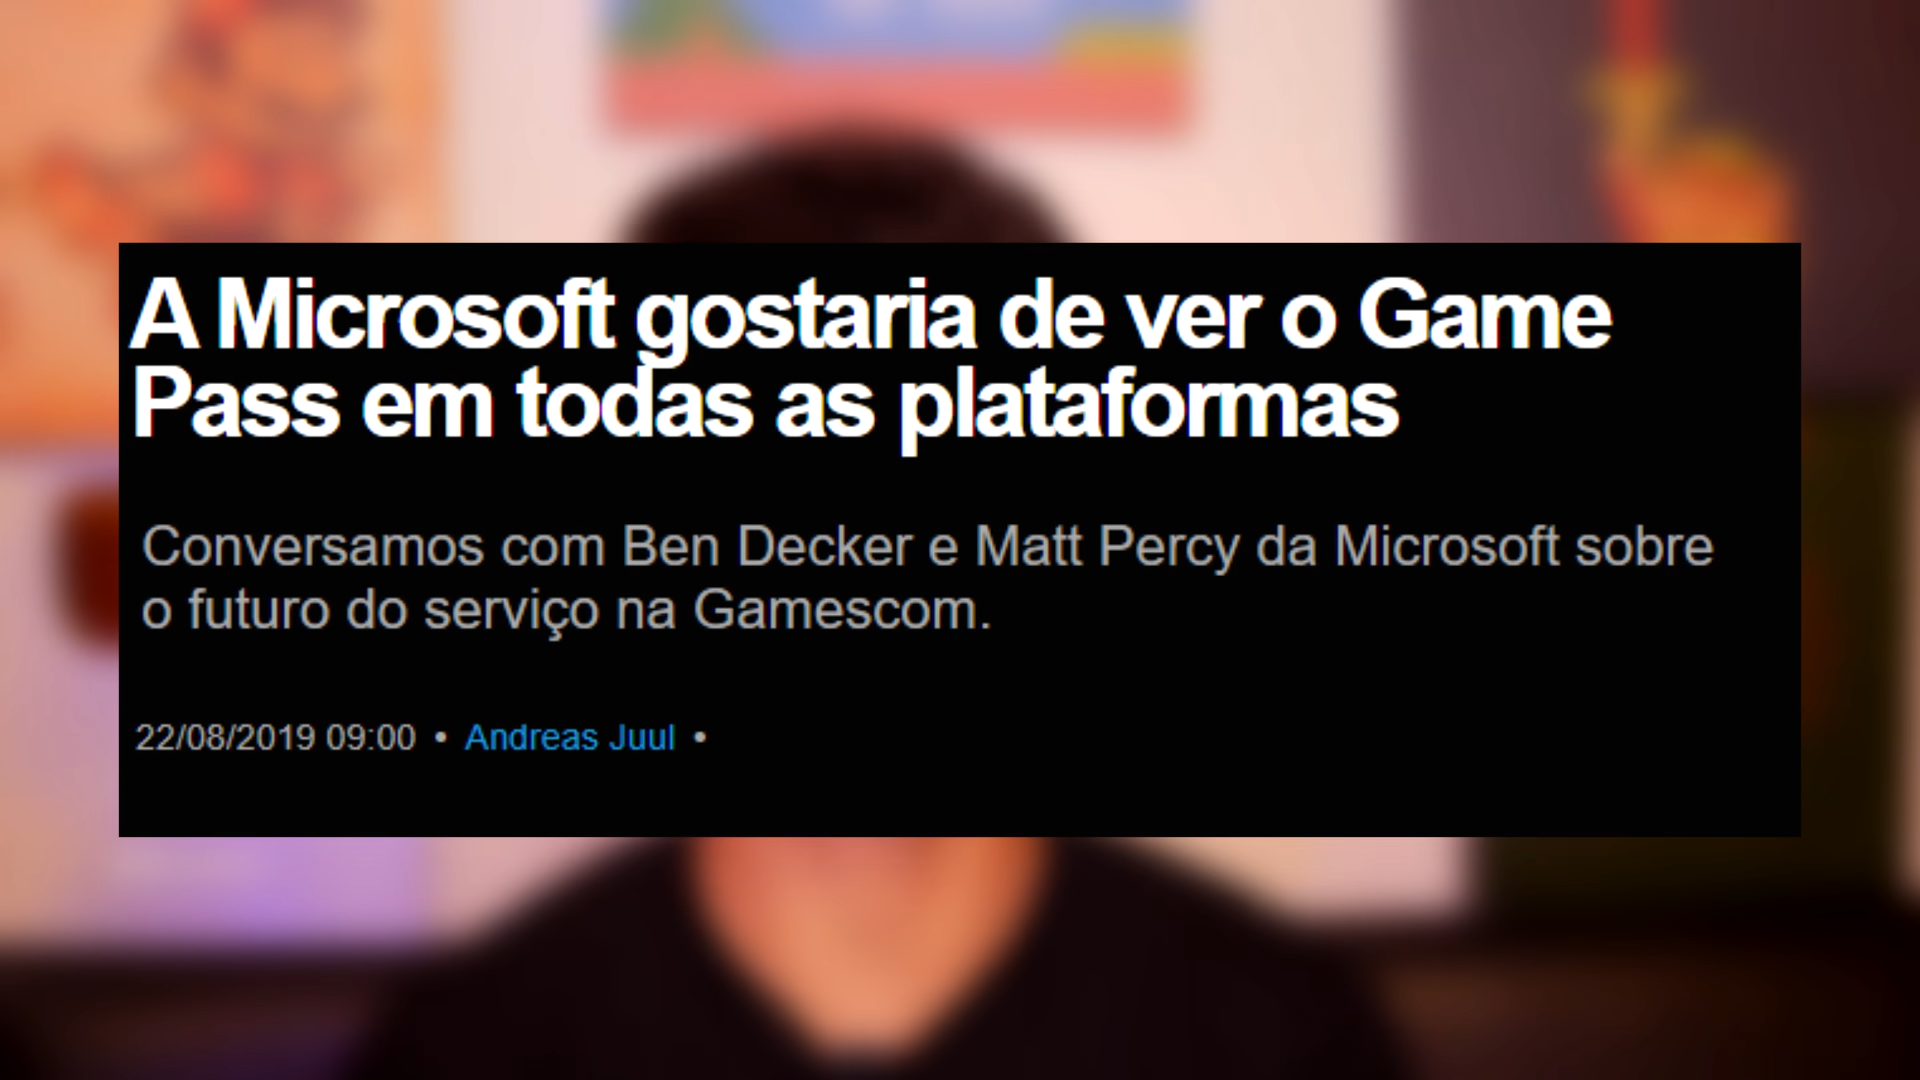 A Microsoft gostaria de ver o Game
Pass em todas as plataformas
Conversamos com Ben Decker e Matt Percy da Microsoft sobre
o futuro do serviço na Gamescom.
22/08/2019 09:00 • Andreas Juul •